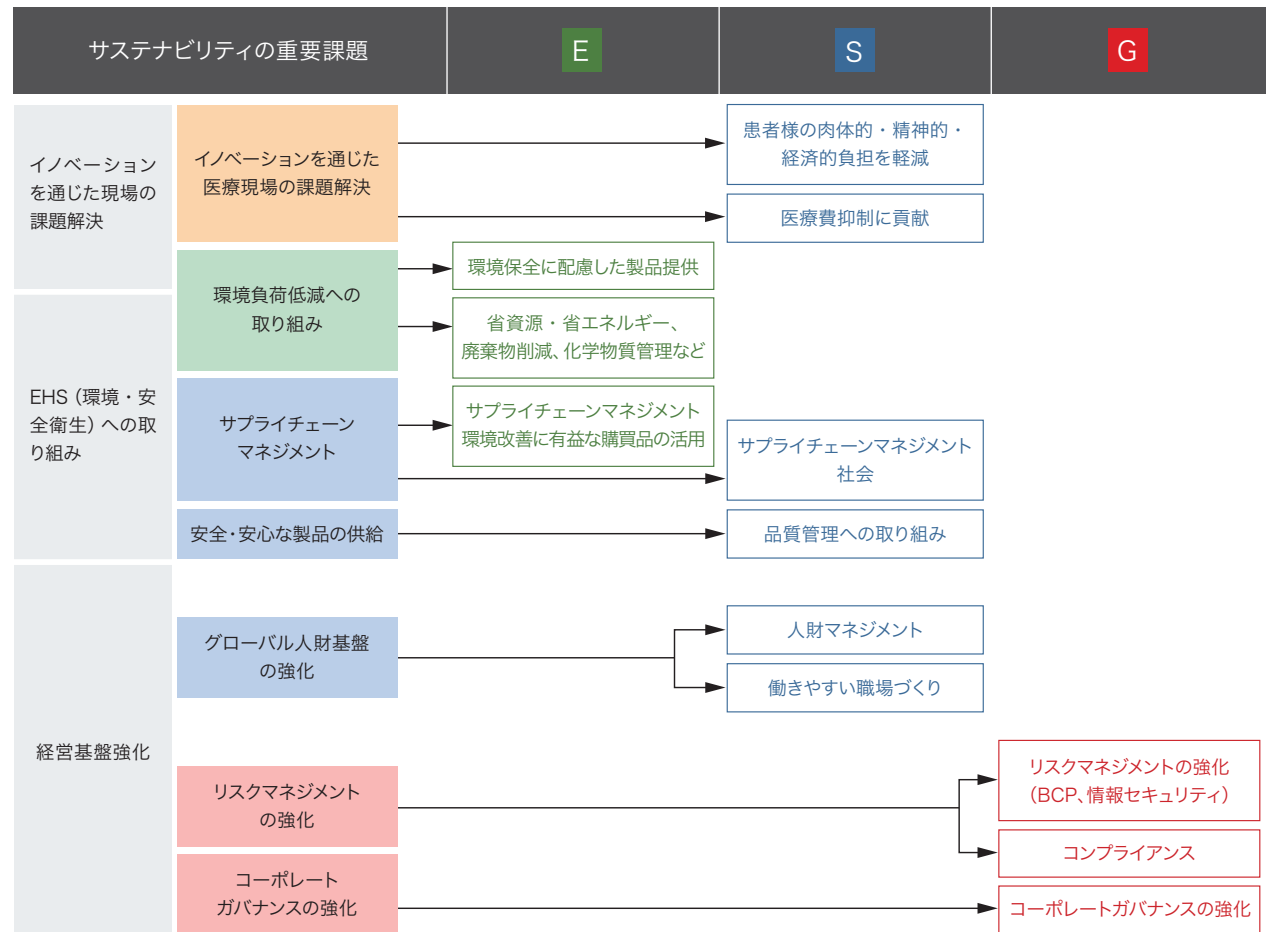 サステナビリティの重要課題
E
S
G
イノベーション
を通じた現場の
課題解決
イノベーションを通じた
医療現場の課題解決
患者様の肉体的・精神的・
経済的負担を軽減
医療費抑制に貢献
環境負荷低減への
取り組み
環境保全に配慮した製品提供
省資源・省エネルギー、
廃棄物削減、化学物質管理など
EHS（環境・安
全衛生）への取
り組み
サプライチェーン
マネジメント
サプライチェーンマネジメント
環境改善に有益な購買品の活用
サプライチェーンマネジメント
社会
安全・安心な製品の供給
品質管理への取り組み
経営基盤強化
グローバル人財基盤
の強化
人財マネジメント
働きやすい職場づくり
リスクマネジメント
の強化
リスクマネジメントの強化
（BCP、情報セキュリティ）
コンプライアンス
コーポレート
ガバナンスの強化
コーポレートガバナンスの強化